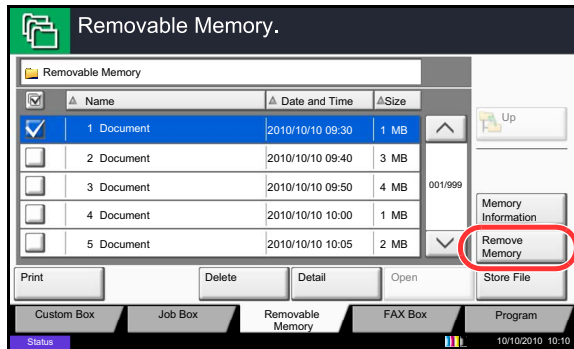 Removable Memory.
Removable Memory
Name Date and Time Size
1 Document 2010/10/10 09:30 1 MB
Up
2 Document 2010/10/10 09:40 3 MB
3 Document 2010/10/10 09:50 4 MB
001/999
4 Document 2010/10/10 10:00 1 MB
Memory
Information
5 Document 2010/10/10 10:05 2 MB
Remove
Memory
Print Delete Detail Open Store File
Custom Box Job Box Removable
Memory FAX Box Program
Status 10/10/2010 10:10